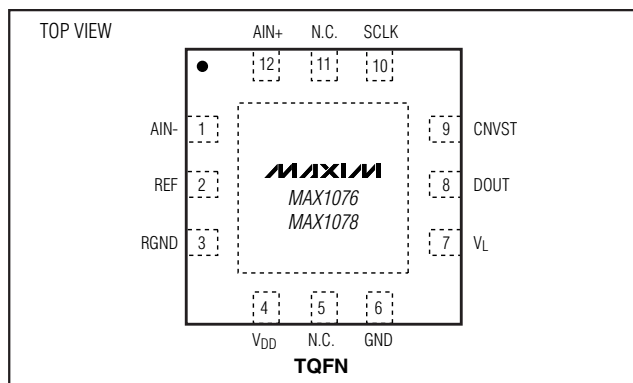 TOP VIEW
AIN+ N.C. SCLK
12 11 10
AIN- 1
REF 2
RGND 3
MAXIM
MAX1076
MAX1078
9 CNVST
8 DOUT
7 VL
4 5 6
VDD N.C. GND
TQFN